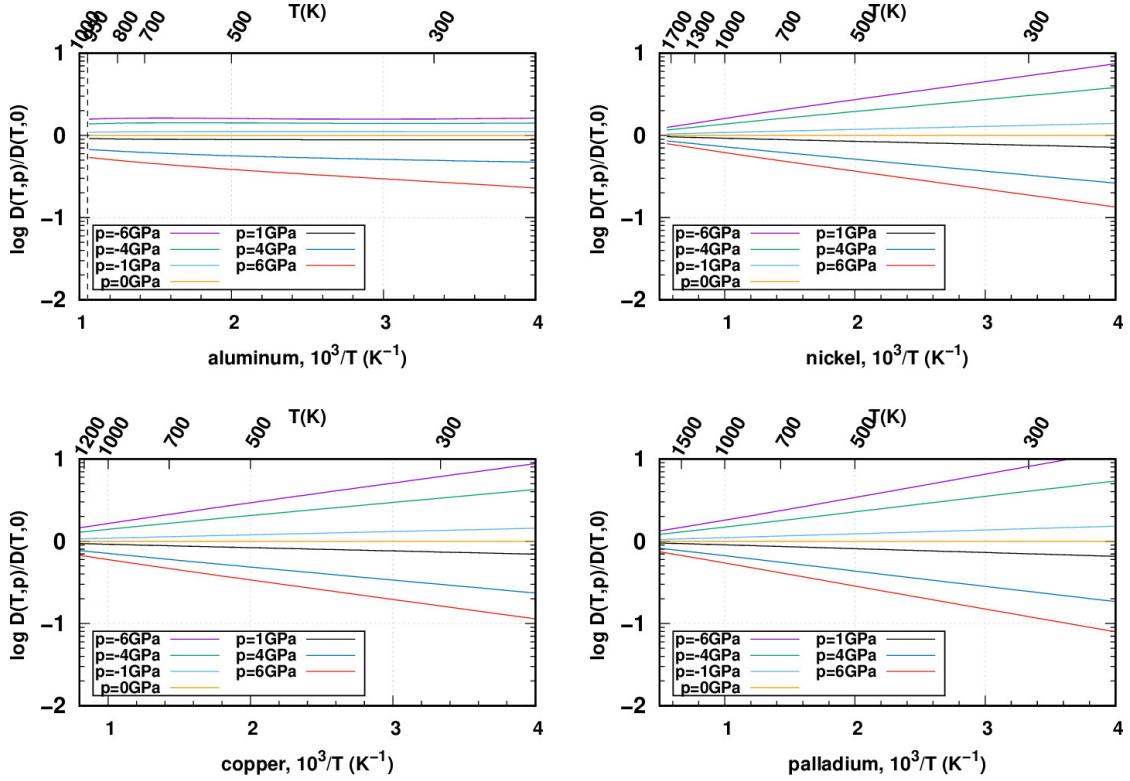 T(K)
1000
950
800
700
500
300
1
0
−1
−2
log D(T,p)/D(T,0)
p=-6GPa
p=-4GPa
p=-1GPa
p=0GPa
p=1GPa
p=4GPa
p=6GPa
1 2 3 4
aluminum, 10³/T (K⁻¹)
T(K)
1700
1300
1000
700
500
300
1
0
−1
−2
log D(T,p)/D(T,0)
p=-6GPa
p=-4GPa
p=-1GPa
p=0GPa
p=1GPa
p=4GPa
p=6GPa
1 2 3 4
nickel, 10³/T (K⁻¹)
T(K)
1200
1000
700
500
300
1
0
−1
−2
log D(T,p)/D(T,0)
p=-6GPa
p=-4GPa
p=-1GPa
p=0GPa
p=1GPa
p=4GPa
p=6GPa
1 2 3 4
copper, 10³/T (K⁻¹)
T(K)
1500
1000
700
500
300
1
0
−1
−2
log D(T,p)/D(T,0)
p=-6GPa
p=-4GPa
p=-1GPa
p=0GPa
p=1GPa
p=4GPa
p=6GPa
1 2 3 4
palladium, 10³/T (K⁻¹)